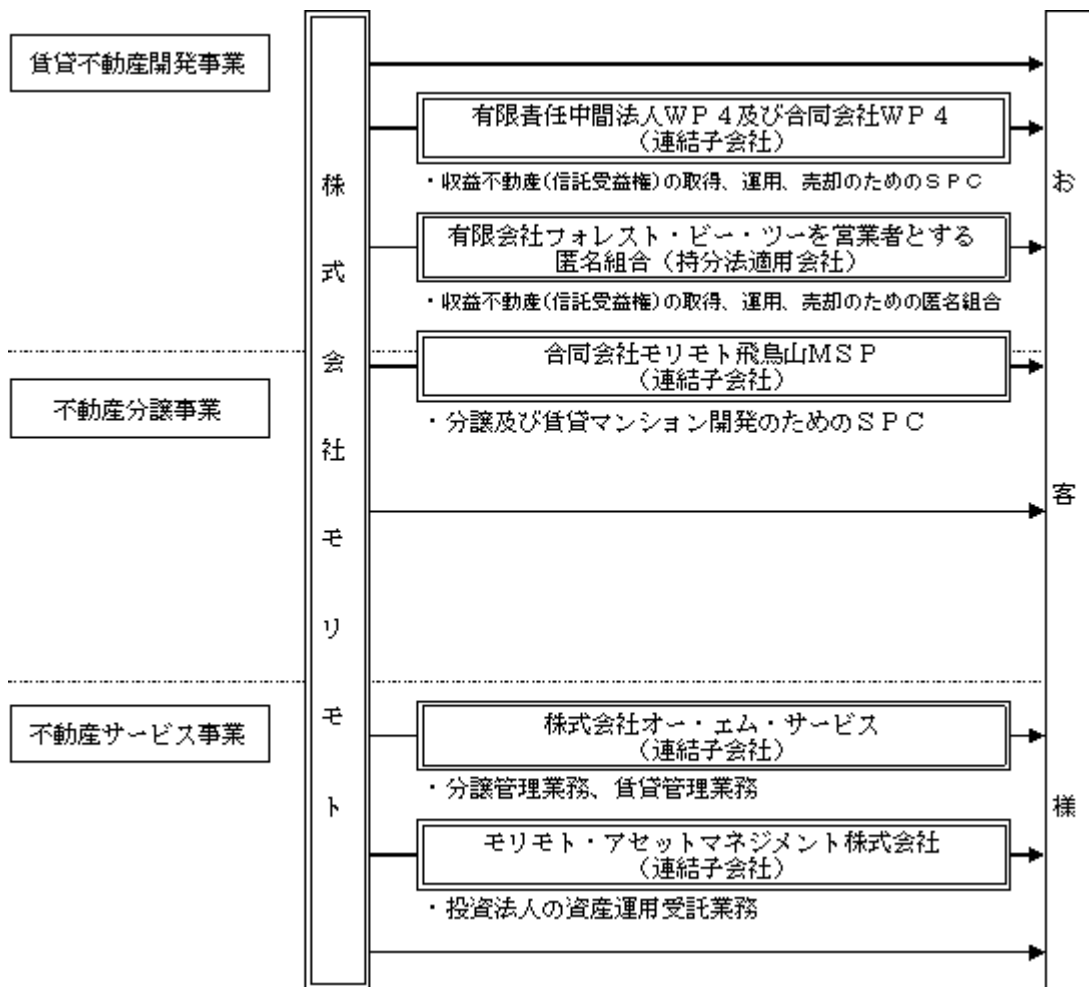 賃貸不動産開発事業
有限責任中間法人ＷＰ４及び合同会社ＷＰ４
（連結子会社）
・収益不動産(信託受益権)の取得、運用、売却のためのＳＰＣ
有限会社フォレスト・ビー・ツーを営業者とする
匿名組合（持分法適用会社）
・収益不動産(信託受益権)の取得、運用、売却のための匿名組合
合同会社モリモト飛鳥山ＭＳＰ
（連結子会社）
・分譲及び賃貸マンション開発のためのＳＰＣ
不動産分譲事業
不動産サービス事業
株式会社オー・エム・サービス
（連結子会社）
・分譲管理業務、賃貸管理業務
モリモト・アセットマネジメント株式会社
（連結子会社）
・投資法人の資産運用受託業務
株式会社モリモト
お客様